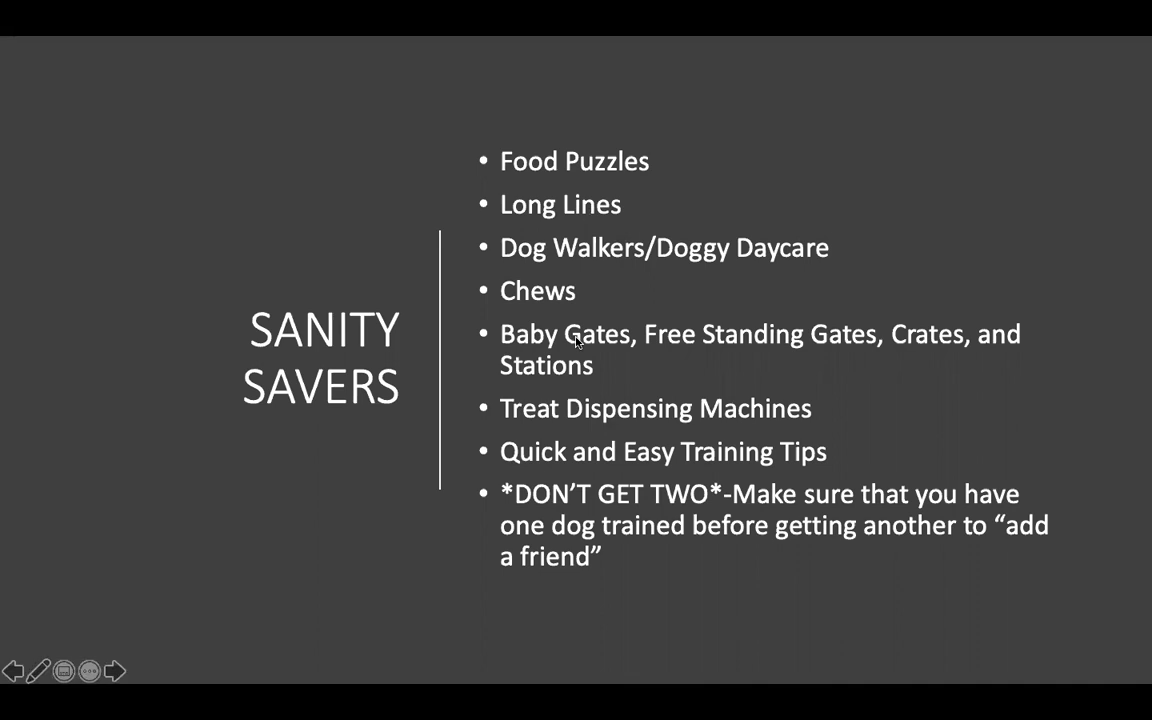 SANITY
SAVERS
• Food Puzzles
• Long Lines
• Dog Walkers/Doggy Daycare
• Chews
• Baby Gates, Free Standing Gates, Crates, and
Stations
• Treat Dispensing Machines
• Quick and Easy Training Tips
• *DON’T GET TWO*-Make sure that you have
one dog trained before getting another to “add
a friend”